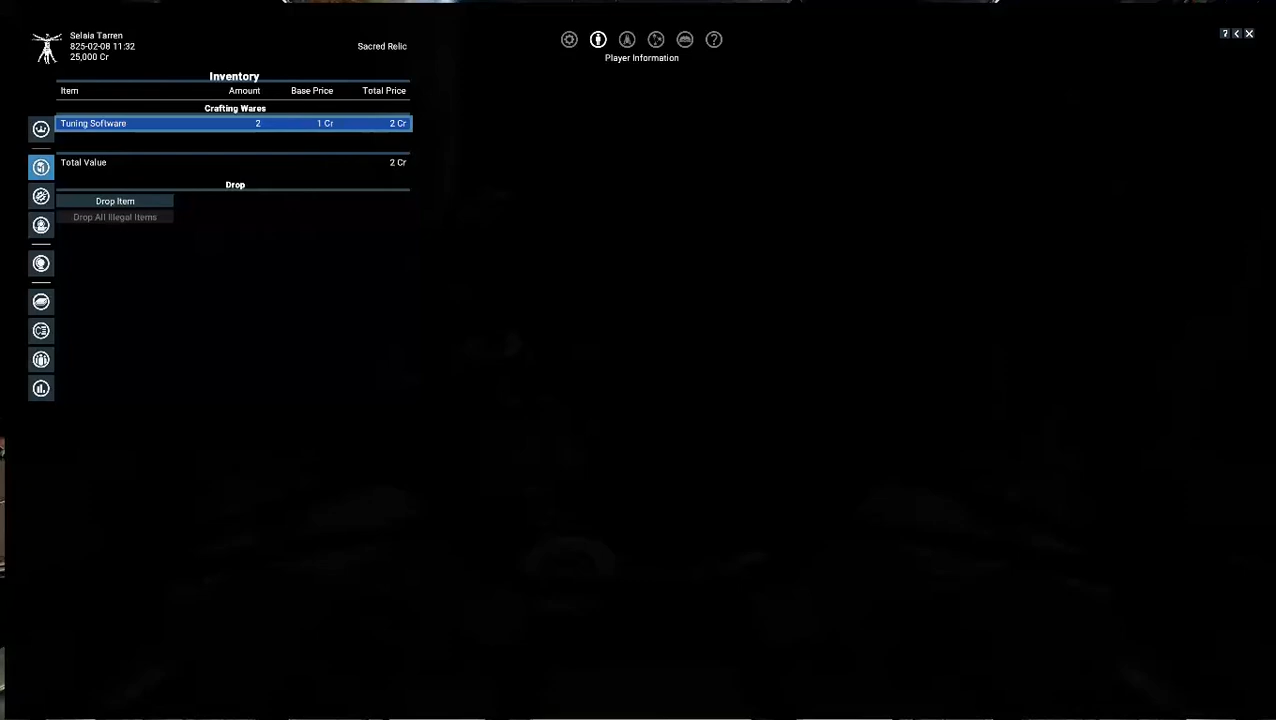 Selaia Tarren
825-02-08 11:32
25,000 Cr
Sacred Relic
? < X
Player Information
Inventory
Item Amount Base Price Total Price
Crafting Wares
Tuning Software 2 1 Cr 2 Cr
Total Value 2 Cr
Drop
Drop Item
Drop All Illegal Items